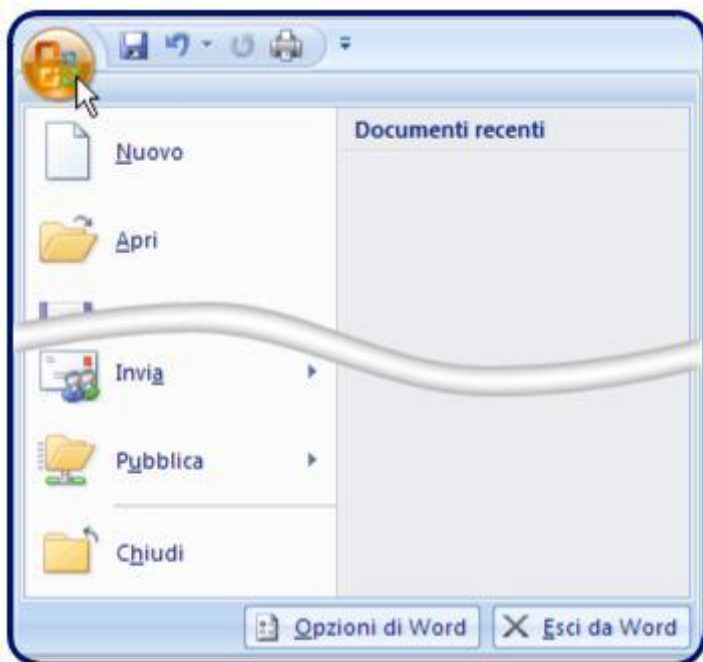 Documenti recenti
Nuovo
Apri
Invia
Pubblica
Chiudi
Opzioni di Word
Esci da Word